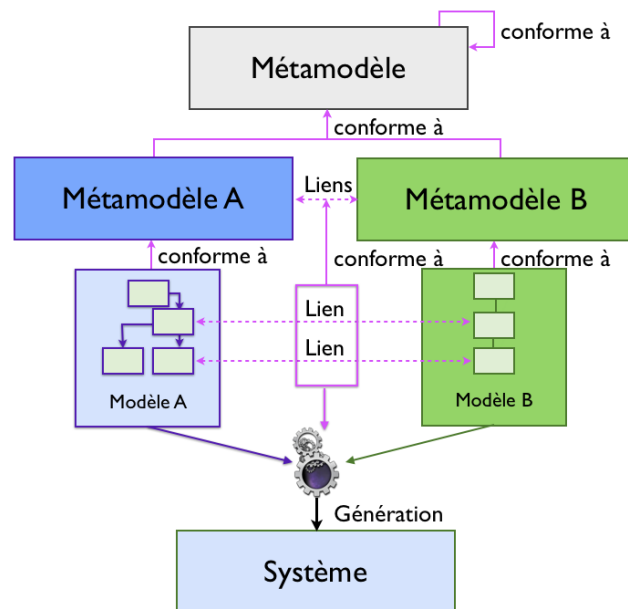 conforme à
Métamodèle
conforme à
Métamodèle A
Liens
Métamodèle B
conforme à
conforme à
conforme à
Lien
Lien
Modèle A
Modèle B
Génération
Système